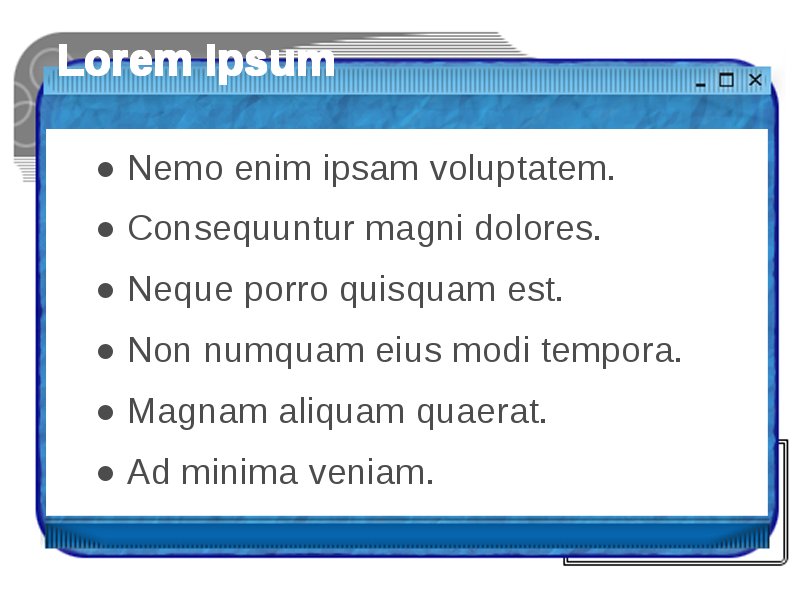 Lorem Ipsum
● Nemo enim ipsam voluptatem.
● Consequuntur magni dolores.
● Neque porro quisquam est.
● Non numquam eius modi tempora.
● Magnam aliquam quaerat.
● Ad minima veniam.